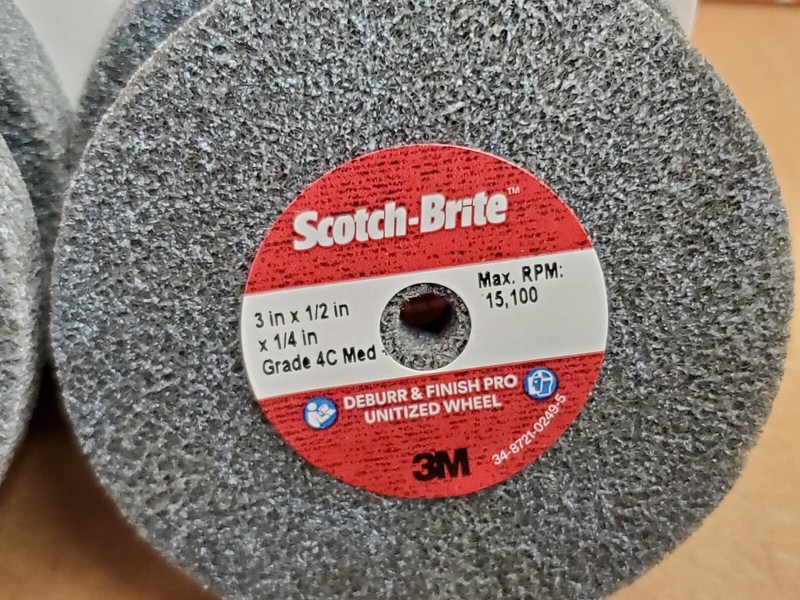 Scotch-Brite™
3 in x 1/2 in
x 1/4 in
Grade 4C Med
Max. RPM:
15,100
DEBURR & FINISH PRO
UNITIZED WHEEL
3M
34-8721-0249-5